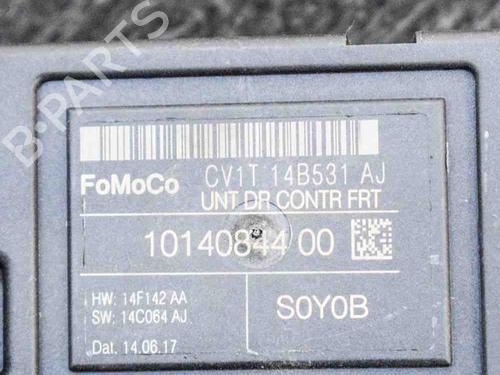 B-PARTS
FoMoCo
CV1T 14B531 AJ
UNT DR CONTR FRT
10140844 00
HW: 14F142 AA
SW: 14C064 AJ
S0Y0B
Dat. 14.06.17